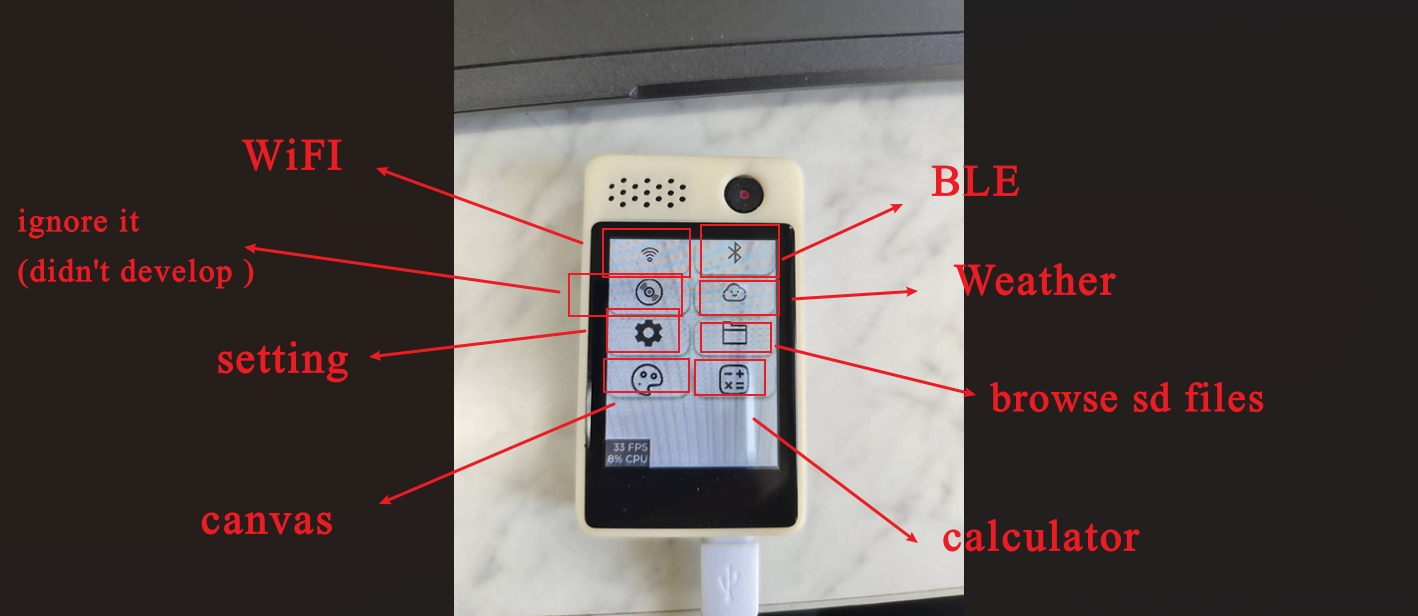 WiFI
BLE
ignore it
(didn't develop )
Weather
setting
browse sd files
33 FPS
8% CPU
canvas
calculator